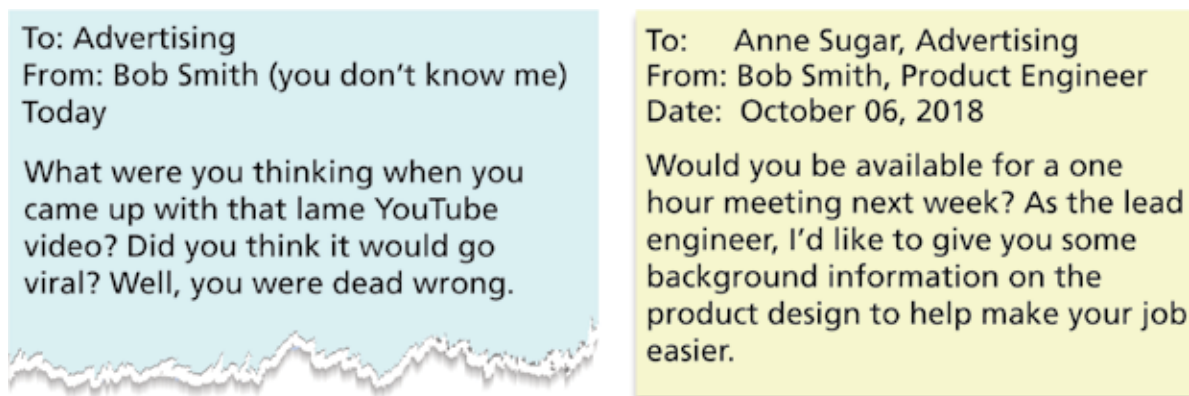 To: Advertising
From: Bob Smith (you don’t know me)
Today
What were you thinking when you
came up with that lame YouTube
video? Did you think it would go
viral? Well, you were dead wrong.
To: Anne Sugar, Advertising
From: Bob Smith, Product Engineer
Date: October 06, 2018
Would you be available for a one
hour meeting next week? As the lead
engineer, I’d like to give you some
background information on the
product design to help make your job
easier.